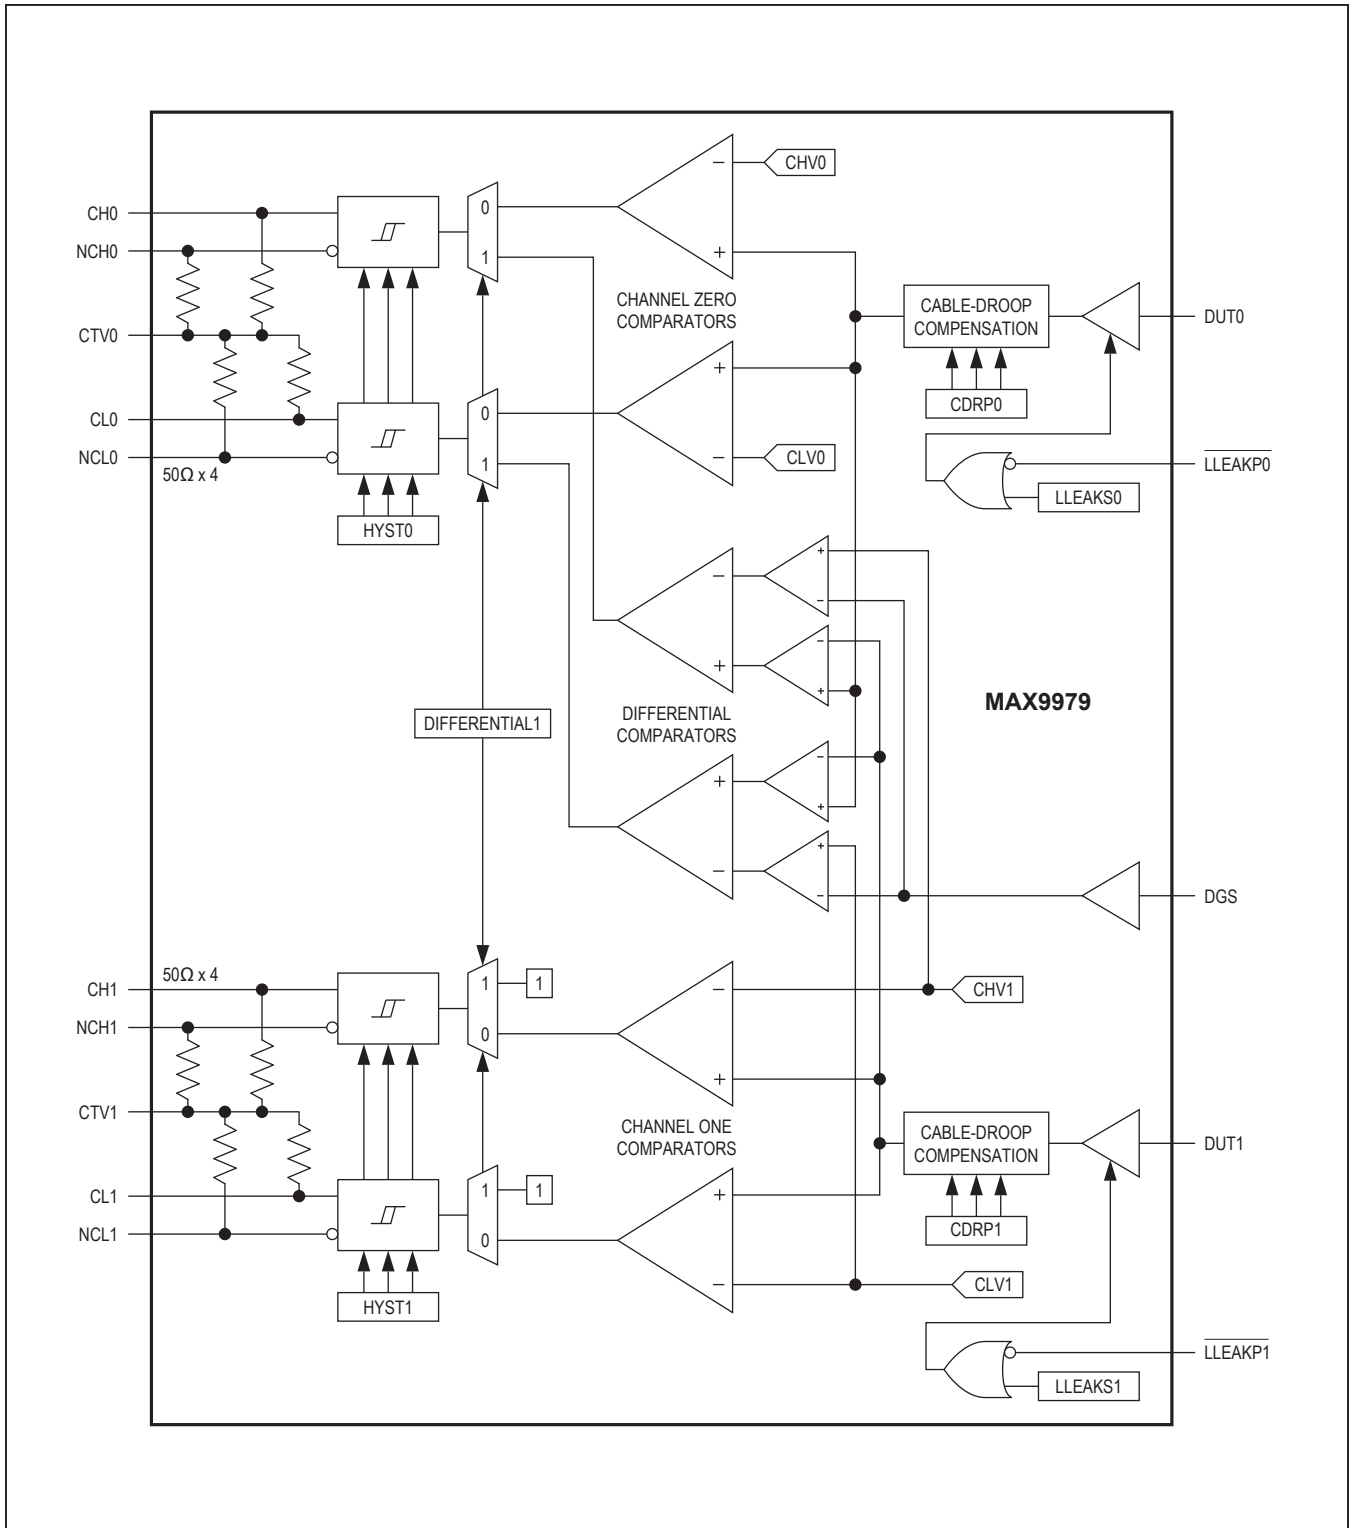 CHV0
0
−
CH0
NCH0
1
+
CHANNEL ZERO
COMPARATORS
CABLE-DROOP
COMPENSATION
DUT0
CTV0
+
CDRP0
CL0
0
NCL0
50Ω x 4
1
−
CLV0
LLEAKP0
LLEAKS0
HYST0
+
−
−
−
+
+
MAX9979
DIFFERENTIAL1
DIFFERENTIAL
COMPARATORS
−
+
+
+
−
−
DGS
50Ω x 4
CH1
1
1
−
CHV1
NCH1
0
+
CTV1
CHANNEL ONE
COMPARATORS
CABLE-DROOP
COMPENSATION
DUT1
CL1
1
1
+
CDRP1
NCL1
0
−
CLV1
HYST1
LLEAKP1
LLEAKS1